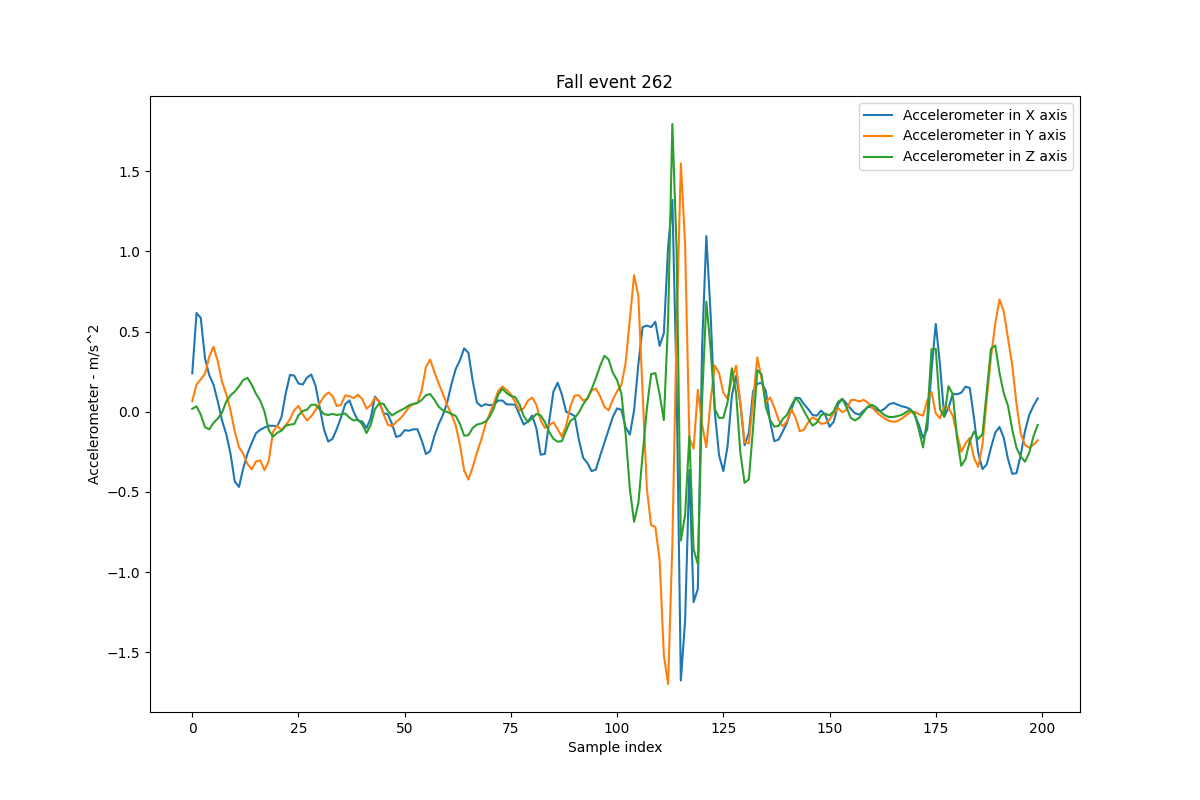 Fall event 262
Accelerometer in X axis
Accelerometer in Y axis
Accelerometer in Z axis
1.5
1.0
0.5
0.0
−0.5
−1.0
−1.5
Accelerometer - m/s^2
0 25 50 75 100 125 150 175 200
Sample index